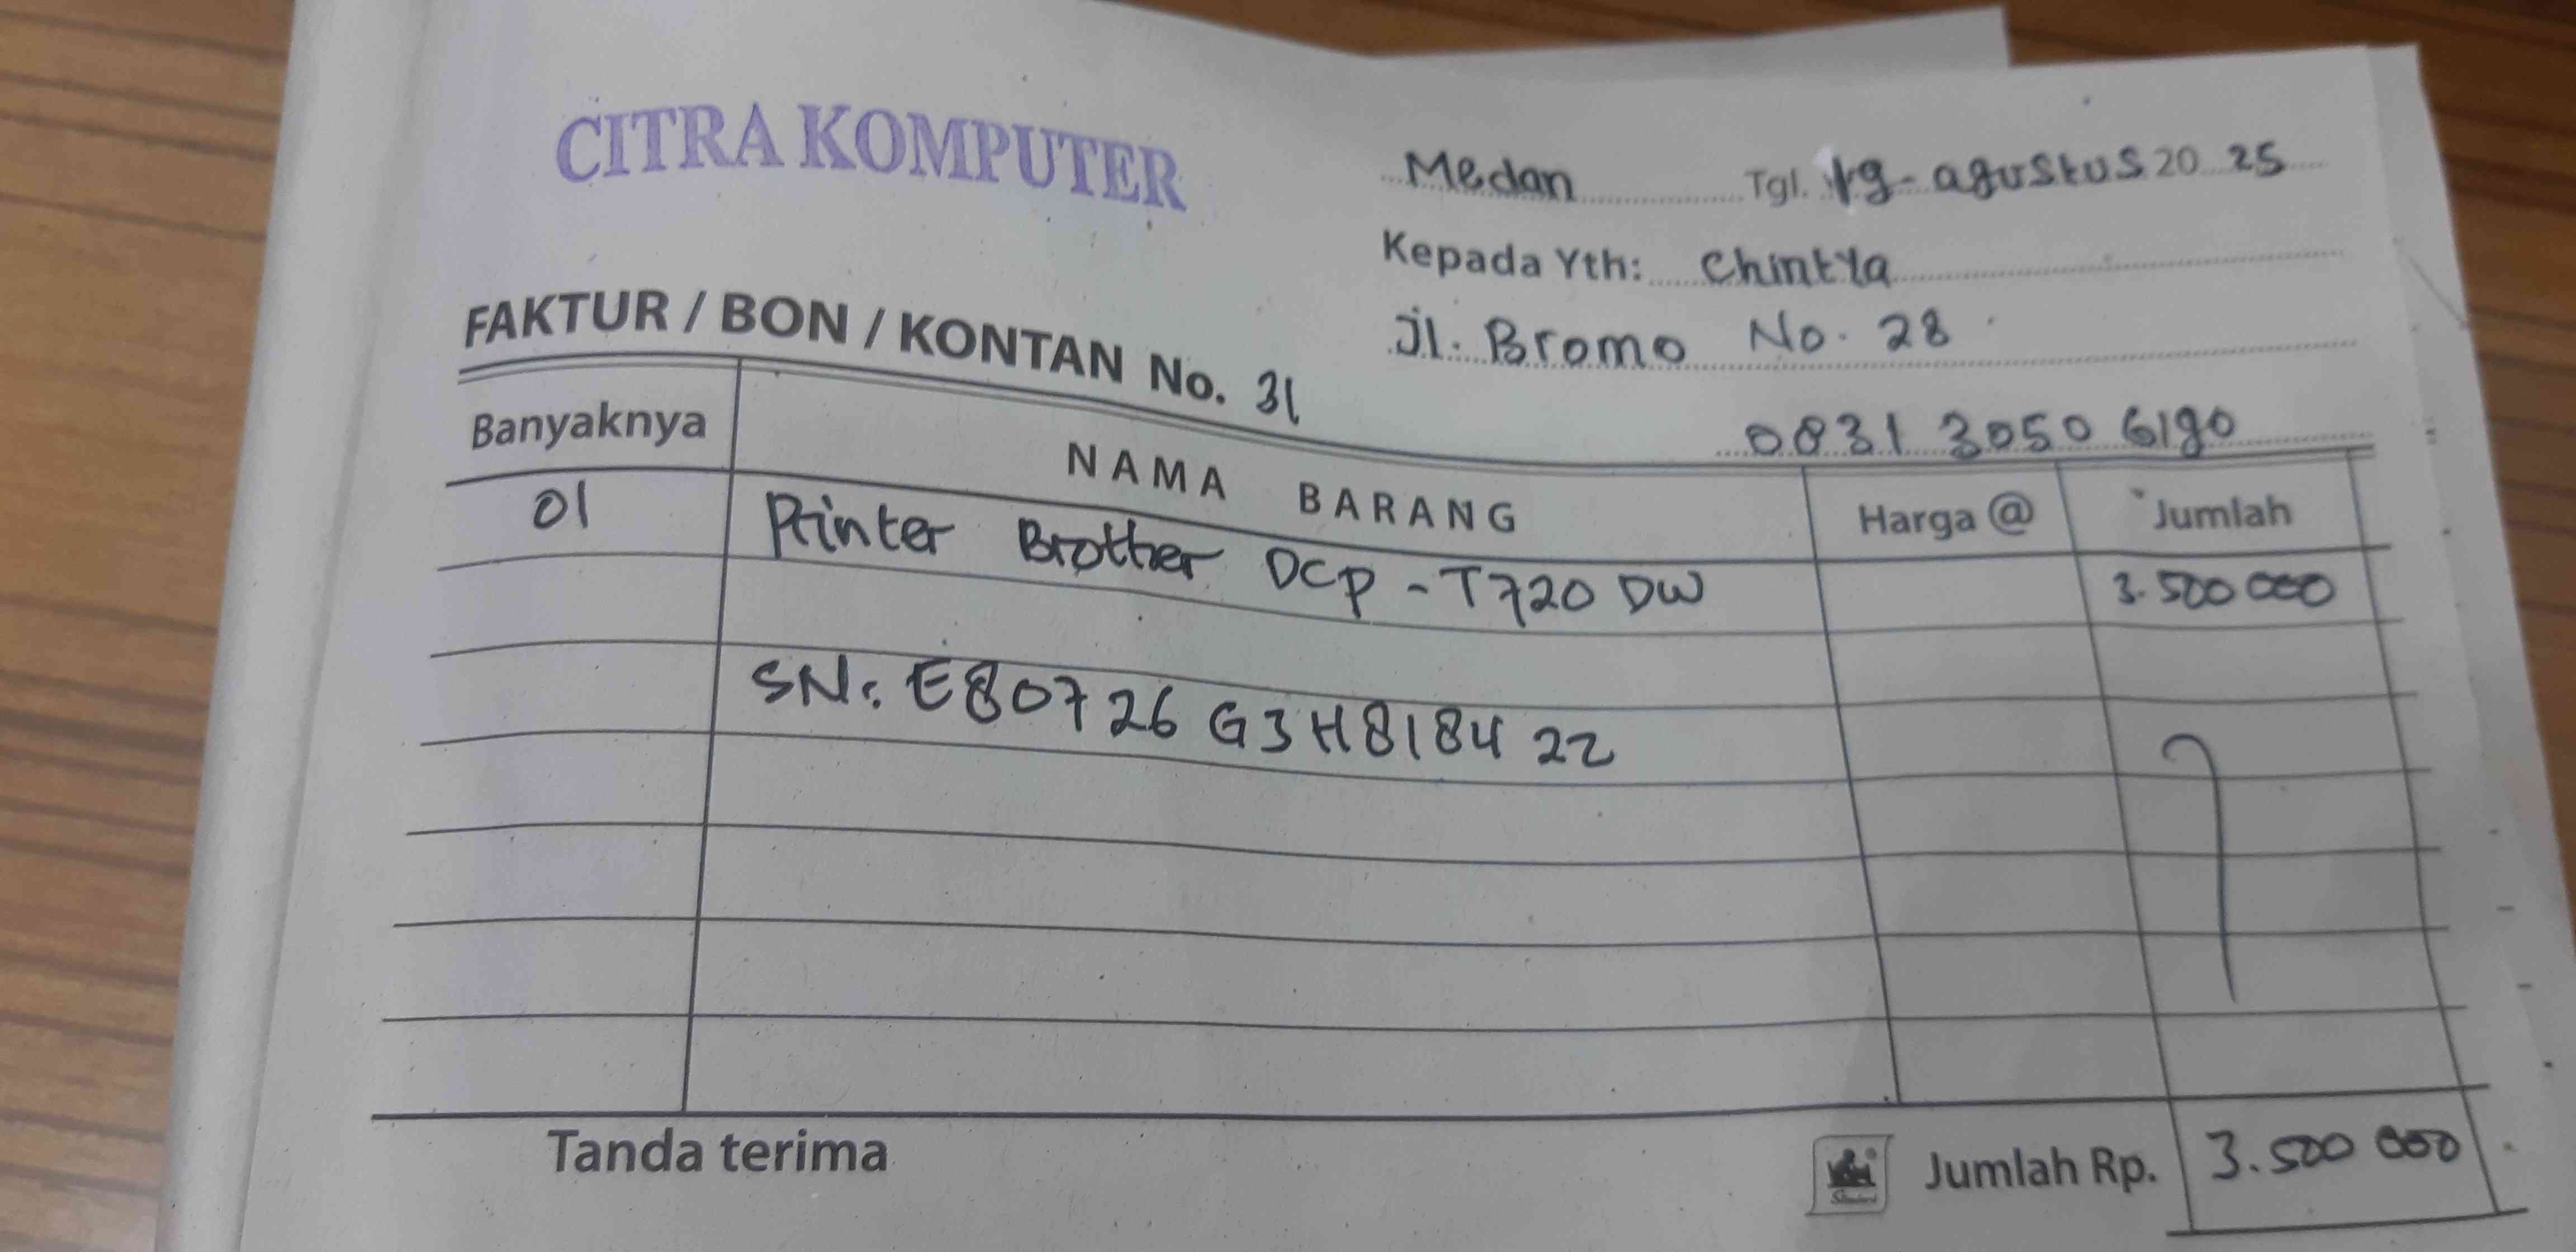 CITRA KOMPUTER
Medan Tgl. 19-agustus 20 25
Kepada Yth: Chintya
Jl. Bromo No. 28
0831 3050 6190
FAKTUR / BON / KONTAN No. 31
Banyaknya NAMA BARANG Harga @ Jumlah
01 Printer Brother DCP-T720 DW 3.500 000
SN: E80726G3H818422
Tanda terima Jumlah Rp. 3.500 000